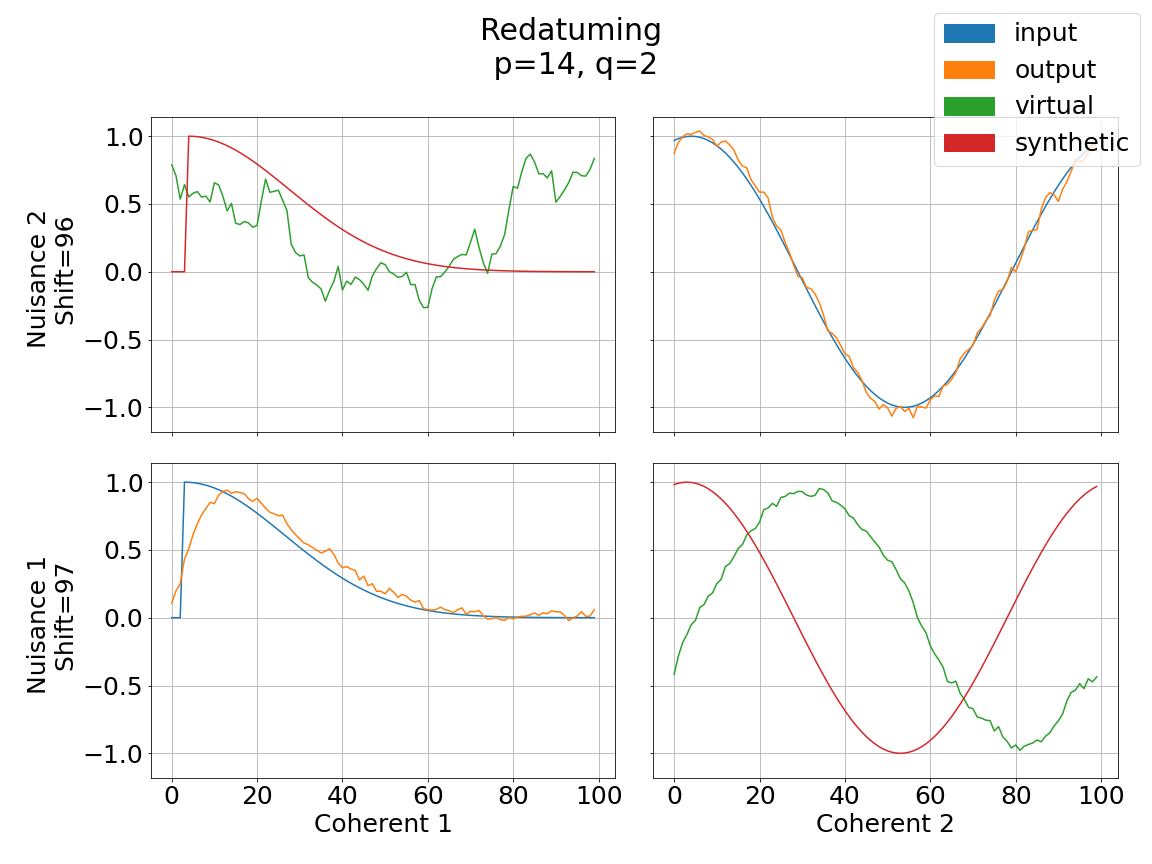 Redatuming
p=14, q=2
input
output
virtual
synthetic
1.0
0.5
0.0
−0.5
−1.0
Nuisance 2
Shift=96
1.0
0.5
0.0
−0.5
−1.0
Nuisance 1
Shift=97
0 20 40 60 80 100
Coherent 1
0 20 40 60 80 100
Coherent 2